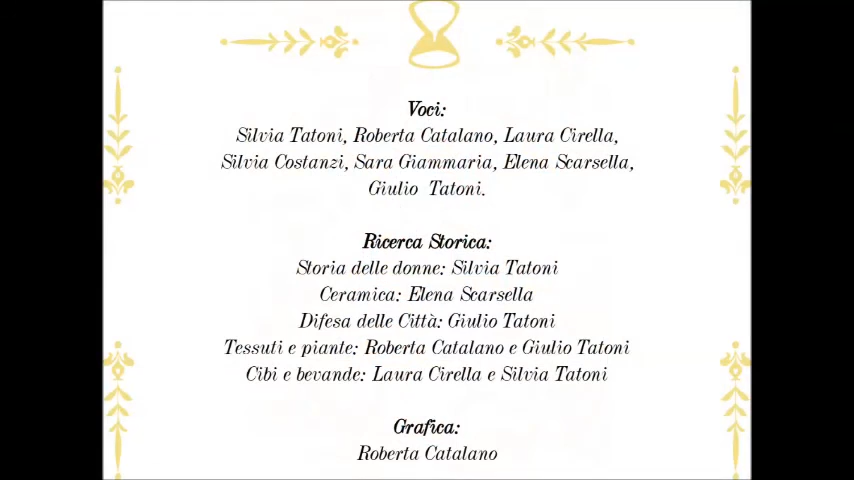 Voci:
Silvia Tatoni, Roberta Catalano, Laura Cirella,
Silvia Costanzi, Sara Giammaria, Elena Scarsella,
Giulio Tatoni.
Ricerca Storica:
Storia delle donne: Silvia Tatoni
Ceramica: Elena Scarsella
Difesa delle Città: Giulio Tatoni
Tessuti e piante: Roberta Catalano e Giulio Tatoni
Cibi e bevande: Laura Cirella e Silvia Tatoni
Grafica:
Roberta Catalano